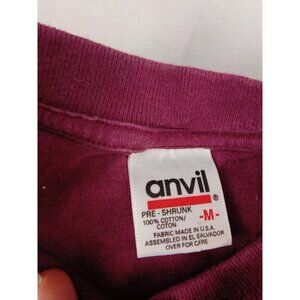 anvil®
PRE-SHRUNK
100% COTTON/
COTON
-M-
FABRIC MADE IN U.S.A.
ASSEMBLED IN EL SALVADOR
OVER FOR CARE